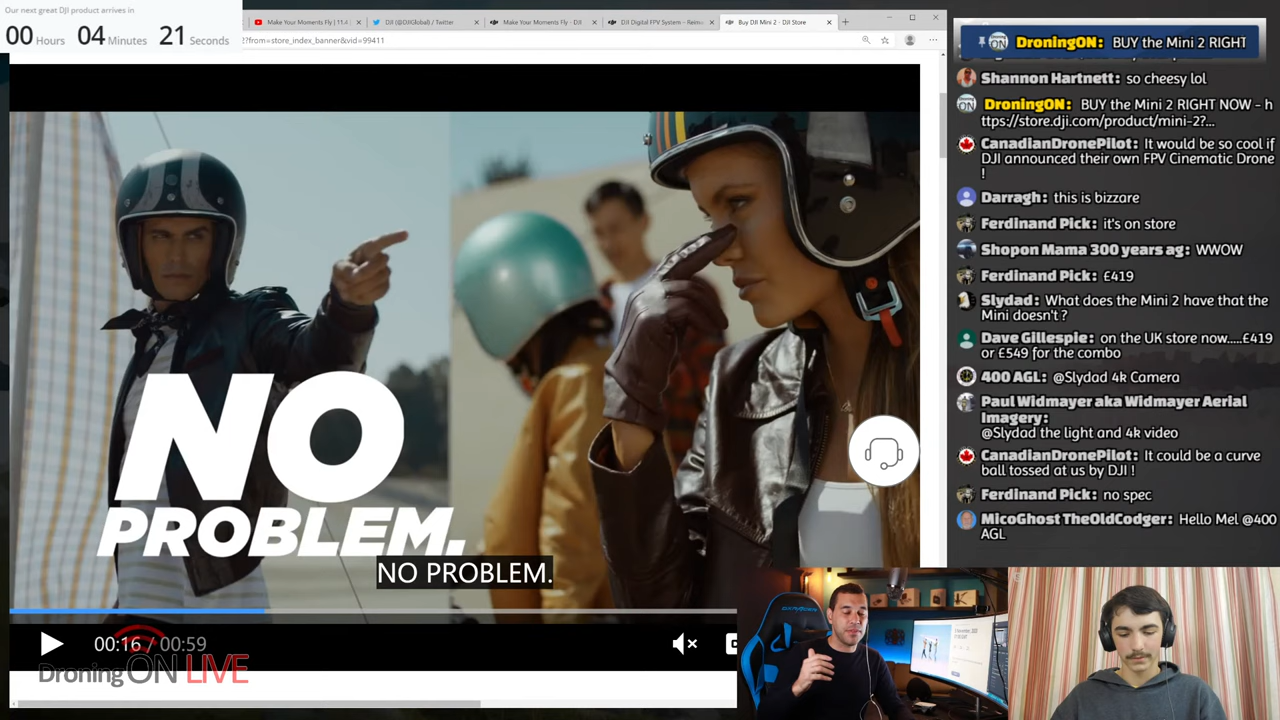 Our next great DJI product arrives in
00 Hours 04 Minutes 21 Seconds
Make Your Moments Fly | 11.4
DJI (@DJIGlobal) / Twitter
Make Your Moments Fly - DJI
DJI Digital FPV System – Reima
Buy DJI Mini 2 - DJI Store
?from=store_index_banner&vid=99411
NO
PROBLEM.
NO PROBLEM.
00:16 / 00:59
DroningON LIVE
DroningON: BUY the Mini 2 RIGHT
Shannon Hartnett: so cheesy lol
DroningON: BUY the Mini 2 RIGHT NOW - h
ttps://store.dji.com/product/mini-2?...
CanadianDronePilot: It would be so cool if
DJI announced their own FPV Cinematic Drone
!
Darragh: this is bizzare
Ferdinand Pick: it's on store
Shopon Mama 300 years ag: WWOW
Ferdinand Pick: £419
Slydad: What does the Mini 2 have that the
Mini doesn't ?
Dave Gillespie: on the UK store now.....£419
or £549 for the combo
400 AGL: @Slydad 4k Camera
Paul Widmayer aka Widmayer Aerial
Imagery:
@Slydad the light and 4k video
CanadianDronePilot: It could be a curve
ball tossed at us by DJI !
Ferdinand Pick: no spec
MicoGhost TheOldCodger: Hello Mel @400
AGL